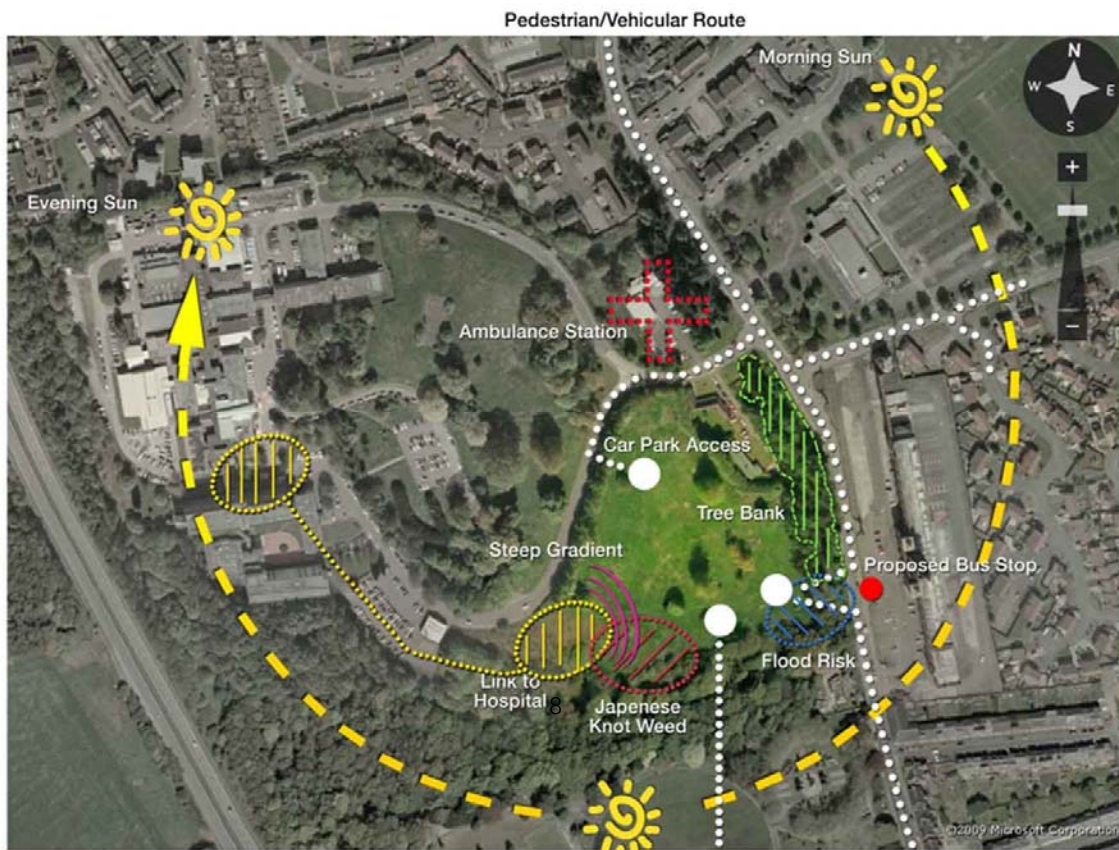 Pedestrian/Vehicular Route
Morning Sun
N
W
E
S
+
Evening Sun
Ambulance Station
−
Car Park Access
Tree Bank
Steep Gradient
Proposed Bus Stop
Flood Risk
Link to
Hospital
8
Japenese
Knot Weed
©2009 Microsoft Corporation